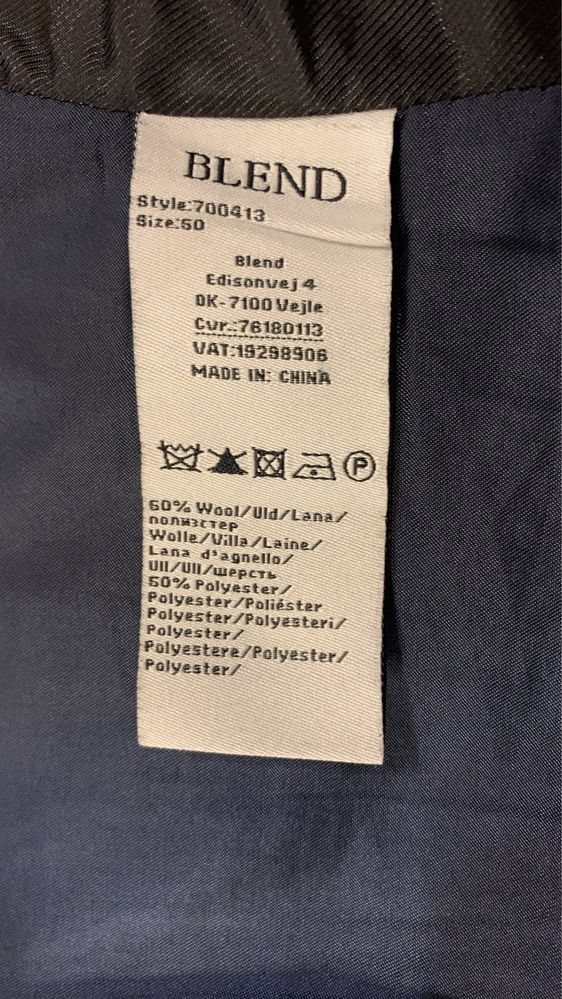 BLEND
Style:700413
Size:50
Blend
Edisonvej 4
DK-7100 Vejle
Cvr.:76180113
VAT:19298906
MADE IN: CHINA
P
50% Wool/Uld/Lana/
полиэстер
Wolle/Villa/Laine/
Lana d'agnello/
Ull/Ull/шерсть
50% Polyester/
Polyester/Poliéster
Polyester/Polyesteri/
Polyester/
Polyestere/Polyester/
Polyester/